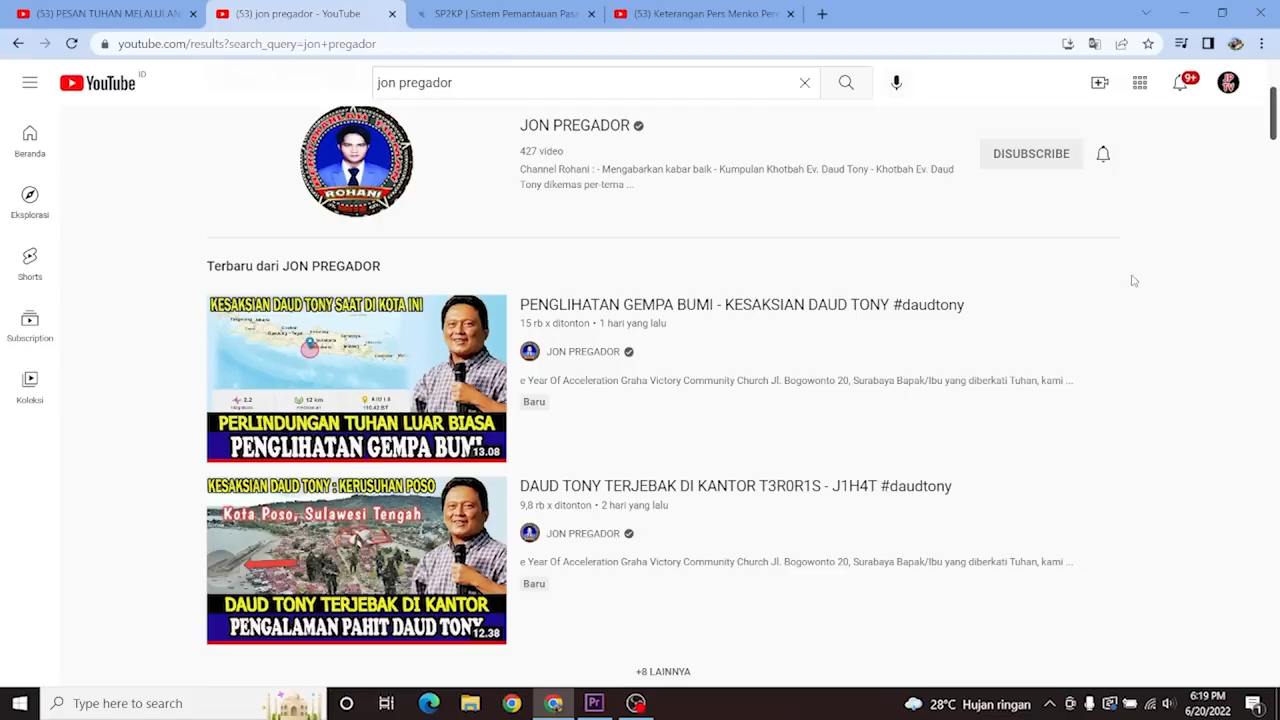 (53) PESAN TUHAN MELALULAN
(53) jon pregador - YouTube
SP2KP | Sistem Pemantau Pasa
(53) Keterangan Pers Menko Pere
youtube.com/results?search_query=jon+pregador
YouTube ID
jon pregador
9+
JON PREGADOR
427 video
Channel Rohani : - Mengabarkan kabar baik - Kumpulan Khotbah Ev. Daud Tony - Khotbah Ev. Daud
Tony dikemas per-tema ...
DISUBSCRIBE
ROHANI
Beranda
Eksplorasi
Shorts
Subscription
Koleksi
Terbaru dari JON PREGADOR
KESAKSIAN DAUD TONY SAAT DI KOTA INI
2.2
12 km
PERLINDUNGAN TUHAN LUAR BIASA
PENGLIHATAN GEMPA BUMI
13.08
PENGLIHATAN GEMPA BUMI - KESAKSIAN DAUD TONY #daudtony
15 rb x ditonton • 1 hari yang lalu
JON PREGADOR
e Year Of Acceleration Graha Victory Community Church Jl. Bogowonto 20, Surabaya Bapak/Ibu yang diberkati Tuhan, kami ...
Baru
KESAKSIAN DAUD TONY : KERUSUHAN POSO
Kota Poso, Sulawesi Tengah
DAUD TONY TERJEBAK DI KANTOR
PENGALAMAN PAHIT DAUD TONY
12.38
DAUD TONY TERJEBAK DI KANTOR T3R0R1S - J1H4T #daudtony
9,8 rb x ditonton • 2 hari yang lalu
JON PREGADOR
e Year Of Acceleration Graha Victory Community Church Jl. Bogowonto 20, Surabaya Bapak/Ibu yang diberkati Tuhan, kami ...
Baru
+8 LAINNYA
Type here to search
28°C Hujan ringan
6:19 PM
6/20/2022